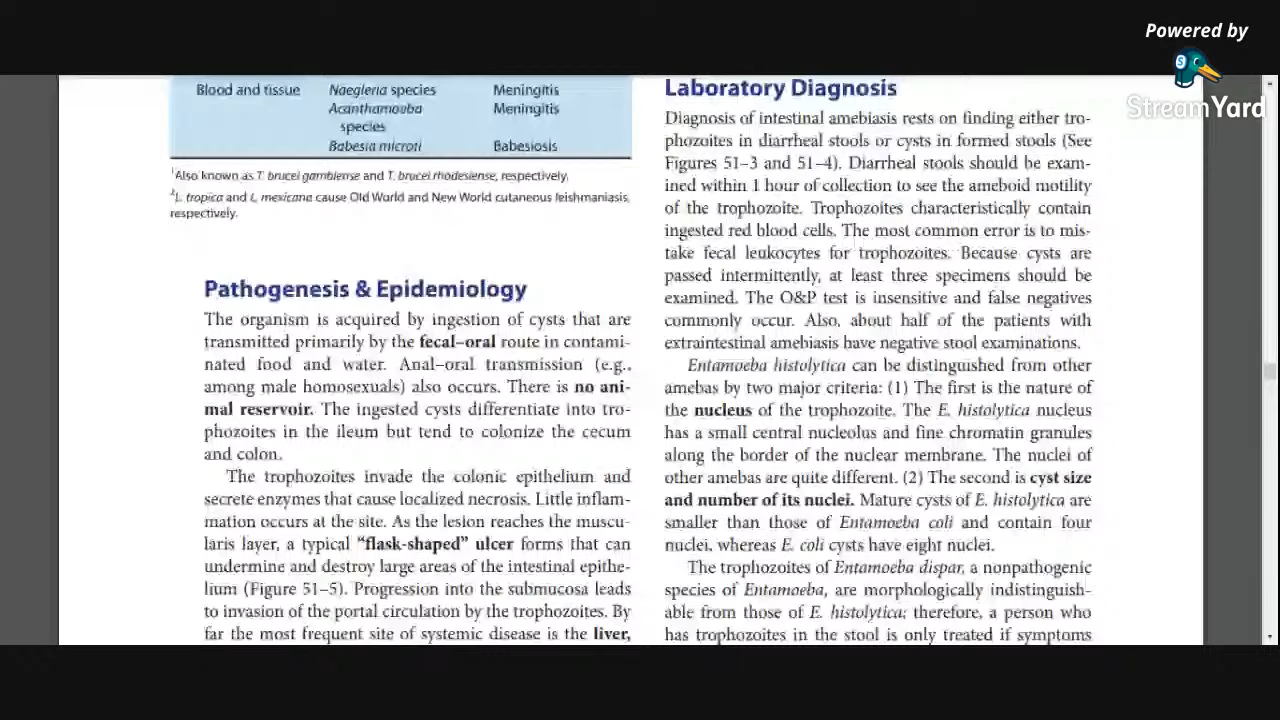 Powered by
StreamYard
Blood and tissue Naegleria species Meningitis
Acanthamoeba Meningitis
species
Babesia microti Babesiosis
1Also known as T. brucei gambiense and T. brucei rhodesiense, respectively.
2L. tropica and L. mexicana cause Old World and New World cutaneous leishmaniasis,
respectively.
Pathogenesis & Epidemiology
The organism is acquired by ingestion of cysts that are
transmitted primarily by the fecal–oral route in contami-
nated food and water. Anal–oral transmission (e.g.,
among male homosexuals) also occurs. There is no ani-
mal reservoir. The ingested cysts differentiate into tro-
phozoites in the ileum but tend to colonize the cecum
and colon.
The trophozoites invade the colonic epithelium and
secrete enzymes that cause localized necrosis. Little inflam-
mation occurs at the site. As the lesion reaches the muscu-
laris layer, a typical “flask-shaped” ulcer forms that can
undermine and destroy large areas of the intestinal epithe-
lium (Figure 51–5). Progression into the submucosa leads
to invasion of the portal circulation by the trophozoites. By
far the most frequent site of systemic disease is the liver,
Laboratory Diagnosis
Diagnosis of intestinal amebiasis rests on finding either tro-
phozoites in diarrheal stools or cysts in formed stools (See
Figures 51–3 and 51–4). Diarrheal stools should be exam-
ined within 1 hour of collection to see the ameboid motility
of the trophozoite. Trophozoites characteristically contain
ingested red blood cells. The most common error is to mis-
take fecal leukocytes for trophozoites. Because cysts are
passed intermittently, at least three specimens should be
examined. The O&P test is insensitive and false negatives
commonly occur. Also, about half of the patients with
extraintestinal amebiasis have negative stool examinations.
Entamoeba histolytica can be distinguished from other
amebas by two major criteria: (1) The first is the nature of
the nucleus of the trophozoite. The E. histolytica nucleus
has a small central nucleolus and fine chromatin granules
along the border of the nuclear membrane. The nuclei of
other amebas are quite different. (2) The second is cyst size
and number of its nuclei. Mature cysts of E. histolytica are
smaller than those of Entamoeba coli and contain four
nuclei, whereas E. coli cysts have eight nuclei.
The trophozoites of Entamoeba dispar, a nonpathogenic
species of Entamoeba, are morphologically indistinguish-
able from those of E. histolytica; therefore, a person who
has trophozoites in the stool is only treated if symptoms